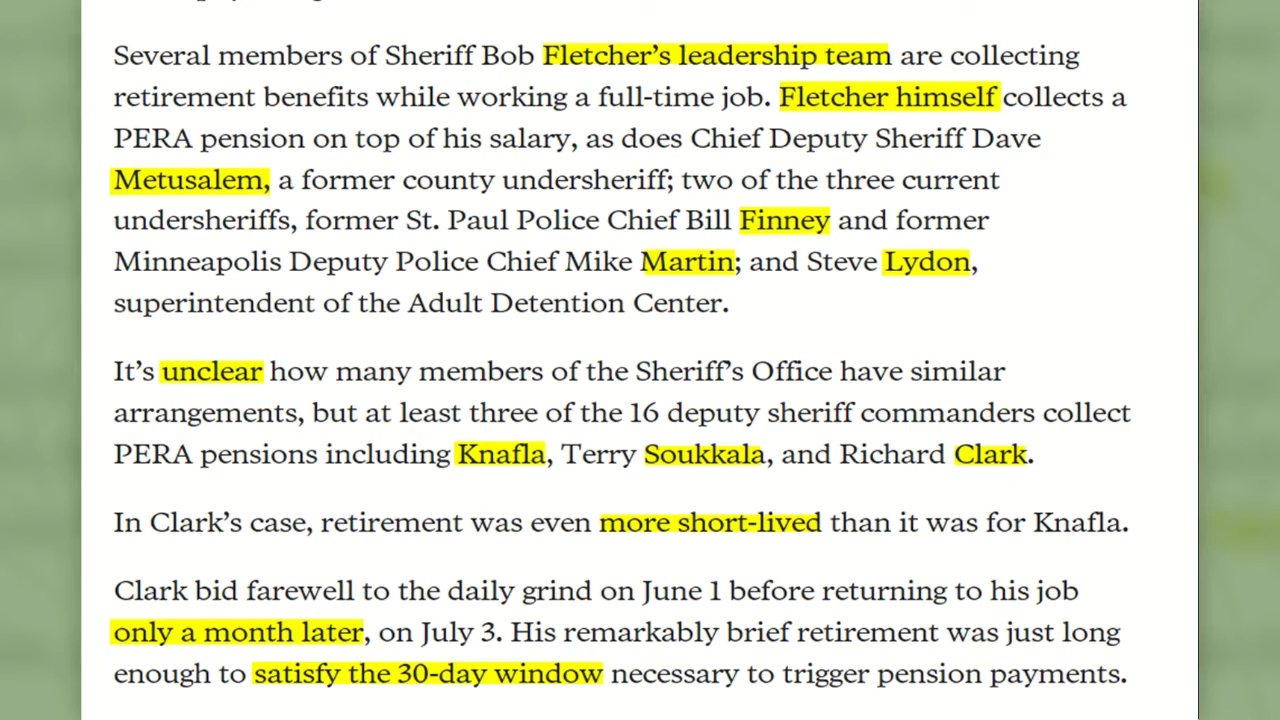 Several members of Sheriff Bob Fletcher's leadership team are collecting
retirement benefits while working a full-time job. Fletcher himself collects a
PERA pension on top of his salary, as does Chief Deputy Sheriff Dave
Metusalem, a former county undersheriff; two of the three current
undersheriffs, former St. Paul Police Chief Bill Finney and former
Minneapolis Deputy Police Chief Mike Martin; and Steve Lydon,
superintendent of the Adult Detention Center.
It's unclear how many members of the Sheriff's Office have similar
arrangements, but at least three of the 16 deputy sheriff commanders collect
PERA pensions including Knafla, Terry Soukkala, and Richard Clark.
In Clark's case, retirement was even more short-lived than it was for Knafla.
Clark bid farewell to the daily grind on June 1 before returning to his job
only a month later, on July 3. His remarkably brief retirement was just long
enough to satisfy the 30-day window necessary to trigger pension payments.